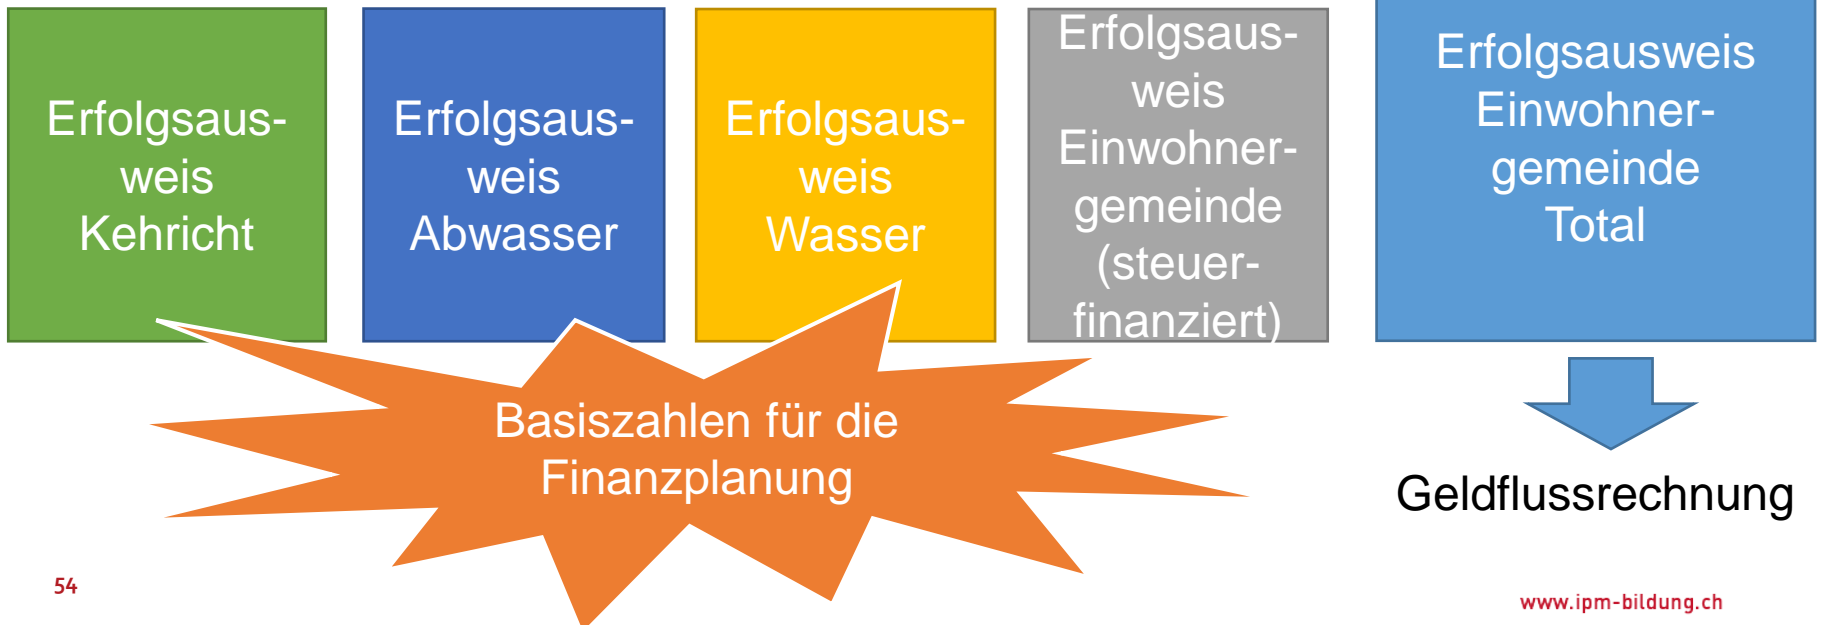 Erfolgsaus-
weis
Kehricht
Erfolgsaus-
weis
Abwasser
Erfolgsaus-
weis
Wasser
Erfolgsaus-
weis
Einwohner-
gemeinde
(steuer-
finanziert)
Erfolgsausweis
Einwohner-
gemeinde
Total
Basiszahlen für die
Finanzplanung
Geldflussrechnung
54
www.ipm-bildung.ch